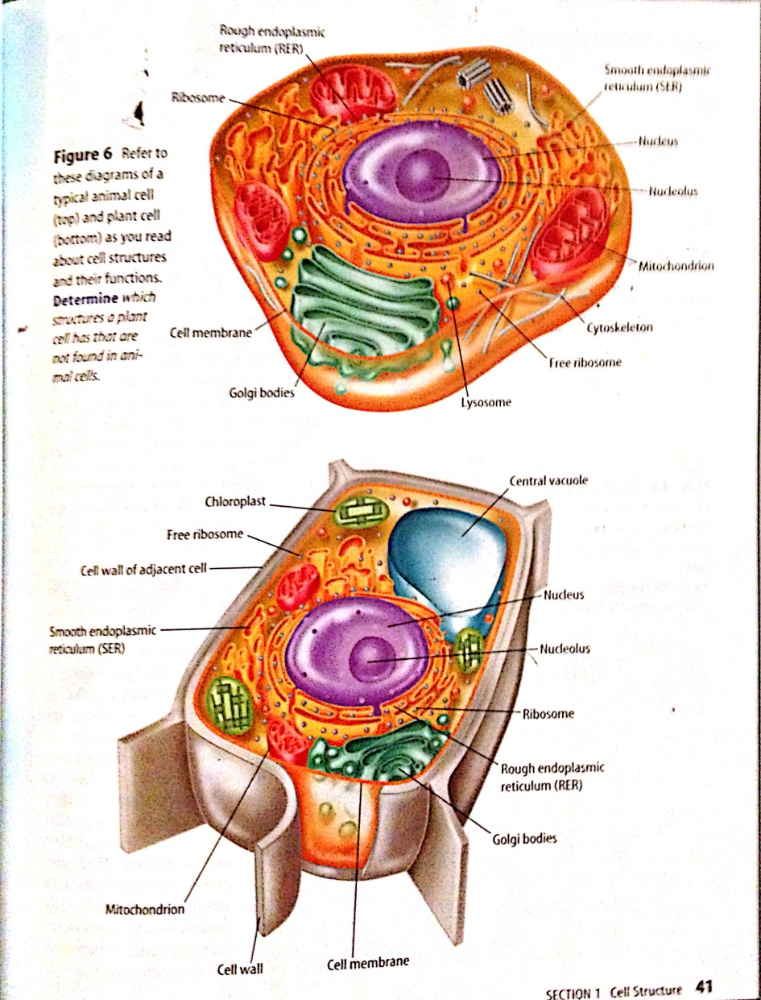 Rough endoplasmic
reticulum (RER)
Smooth endoplasmic
reticulum (SER)
Ribosome
Nucleus
Nucleolus
Mitochondrion
Cytoskeleton
Free ribosome
Lysosome
Golgi bodies
Cell membrane
Figure 6 Refer to
these diagrams of a
typical animal cell
(top) and plant cell
(bottom) as you read
about cell structures
and their functions.
Determine which
structures a plant
cell has that are
not found in ani-
mal cells.
Central vacuole
Chloroplast
Free ribosome
Cell wall of adjacent cell
Nucleus
Smooth endoplasmic
reticulum (SER)
Nucleolus
Ribosome
Rough endoplasmic
reticulum (RER)
Golgi bodies
Mitochondrion
Cell wall
Cell membrane
SECTION 1 Cell Structure 41